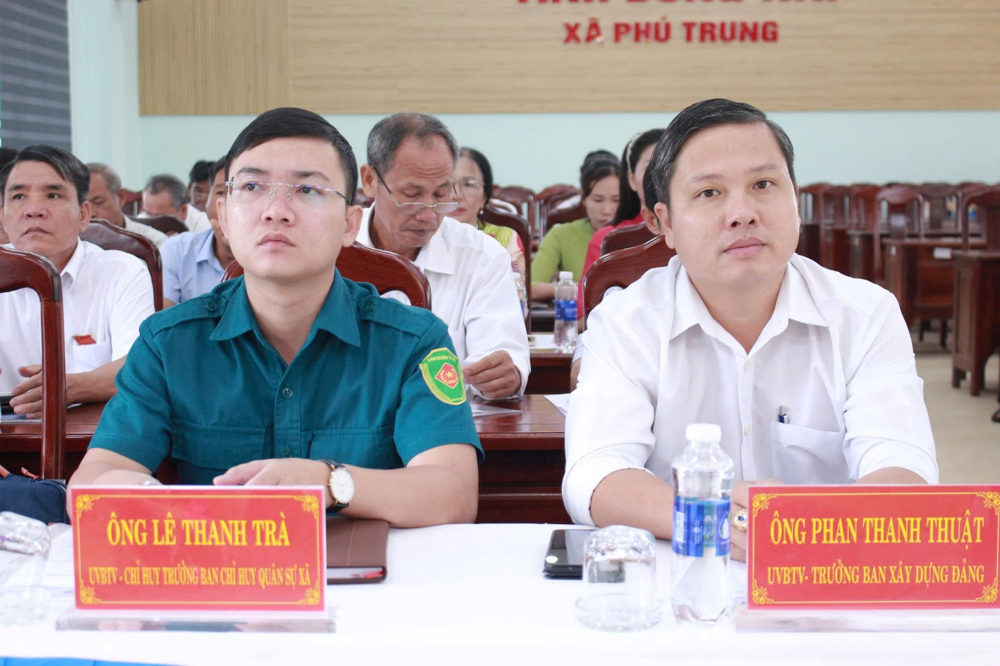 XÃ PHÚ TRUNG
ÔNG LÊ THANH TRÀ
UVBTV - CHỈ HUY TRƯỞNG BAN CHỈ HUY QUÂN SỰ XÃ
ÔNG PHAN THANH THUẬT
UVBTV- TRƯỞNG BAN XÂY DỰNG ĐẢNG